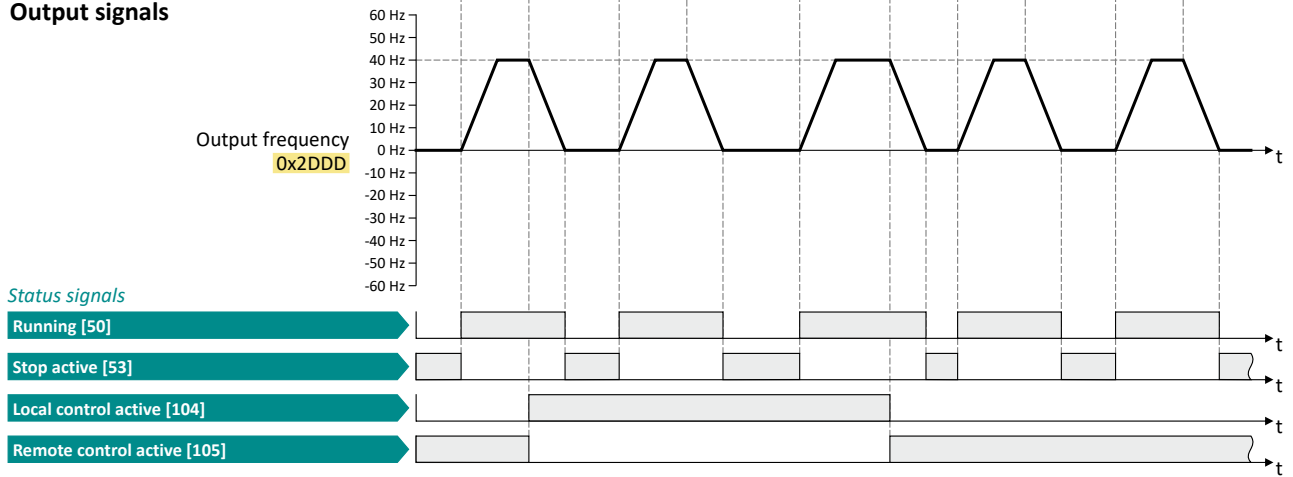 Output signals
60 Hz
50 Hz
40 Hz
30 Hz
20 Hz
10 Hz
0 Hz
-10 Hz
-20 Hz
-30 Hz
-40 Hz
-50 Hz
-60 Hz
Output frequency
0x2DDD
t
Status signals
Running [50]
t
Stop active [53]
t
Local control active [104]
t
Remote control active [105]
t